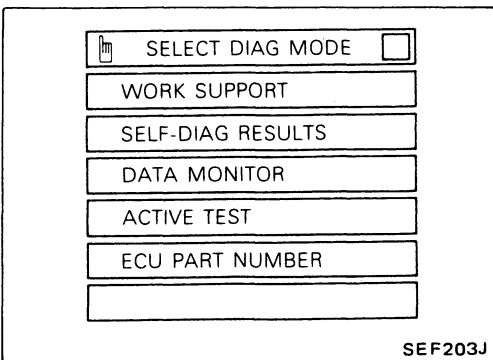 SELECT DIAG MODE
WORK SUPPORT
SELF-DIAG RESULTS
DATA MONITOR
ACTIVE TEST
ECU PART NUMBER
SEF203J